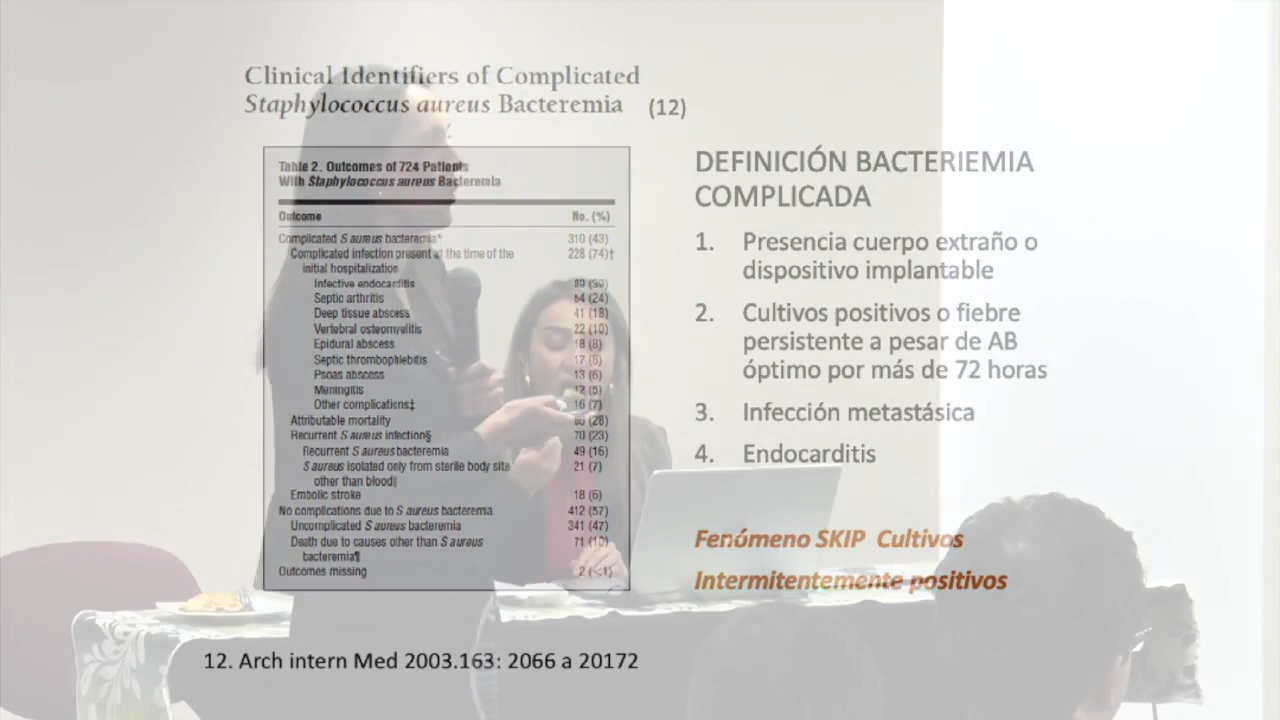 Clinical Identifiers of Complicated
Staphylococcus aureus Bacteremia (12)
Table 2. Outcomes of 724 Patients
With Staphylococcus aureus Bacteremia
Outcome No. (%)
Complicated S aureus bacteremia* 310 (43)
Complicated infection present at the time of the 228 (74)†
initial hospitalization
Infective endocarditis 89 (39)
Septic arthritis 54 (24)
Deep tissue abscess 41 (18)
Vertebral osteomyelitis 22 (10)
Epidural abscess 18 (8)
Septic thrombophlebitis 17 (8)
Psoas abscess 13 (6)
Meningitis 12 (5)
Other complications‡ 16 (7)
Attributable mortality (28)
Recurrent S aureus infection§ 70 (23)
Recurrent S aureus bacteremia 49 (16)
S aureus isolated only from sterile body site 21 (7)
other than blood||
Embolic stroke 18 (6)
No complications due to S aureus bacteremia 412 (57)
Uncomplicated S aureus bacteremia 341 (47)
Death due to causes other than S aureus 71 (10)
bacteremia¶
Outcomes missing 2 (<1)
DEFINICIÓN BACTERIEMIA
COMPLICADA
1. Presencia cuerpo extraño o
dispositivo implantable
2. Cultivos positivos o fiebre
persistente a pesar de AB
óptimo por más de 72 horas
3. Infección metastásica
4. Endocarditis
Fenómeno SKIP Cultivos
Intermitentemente positivos
12. Arch intern Med 2003.163: 2066 a 20172